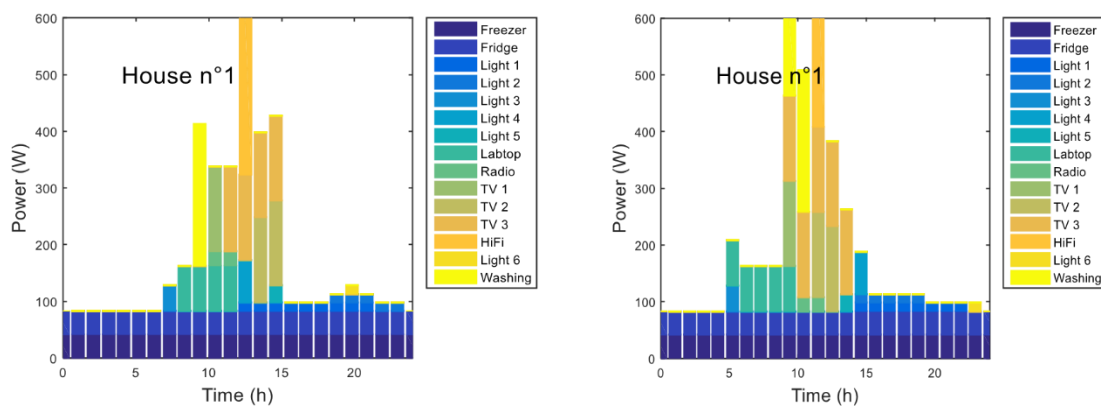 600
500
400
300
200
100
0
Power (W)
House n°1
0
5
10
15
20
Time (h)
Freezer
Fridge
Light 1
Light 2
Light 3
Light 4
Light 5
Labtop
Radio
TV 1
TV 2
TV 3
HiFi
Light 6
Washing
600
500
400
300
200
100
0
Power (W)
House n°1
0
5
10
15
20
Time (h)
Freezer
Fridge
Light 1
Light 2
Light 3
Light 4
Light 5
Labtop
Radio
TV 1
TV 2
TV 3
HiFi
Light 6
Washing